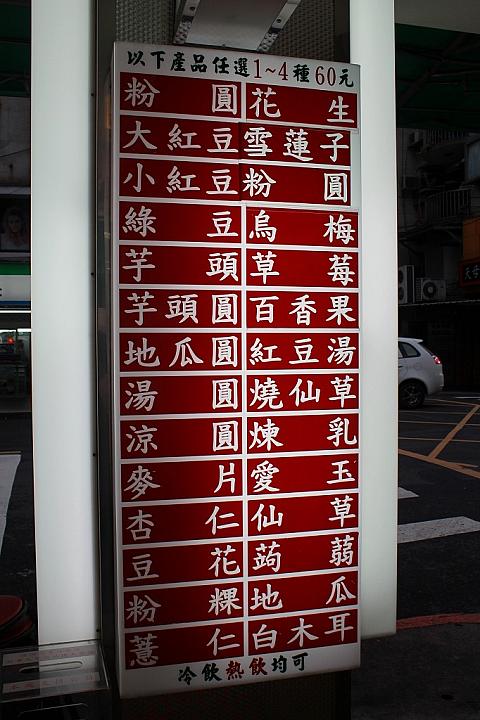 以下產品任選1~4種60元
粉圓 花生
大紅豆 雪蓮子
小紅豆 粉圓
綠豆 烏梅
芋頭 草莓
芋頭圓 百香果
地瓜圓 紅豆湯
湯圓 燒仙草
涼圓 煉乳
麥片 愛玉
杏仁 仙草
豆花 蒟蒻
粉粿 地瓜
薏仁 白木耳
冷飲熱飲均可